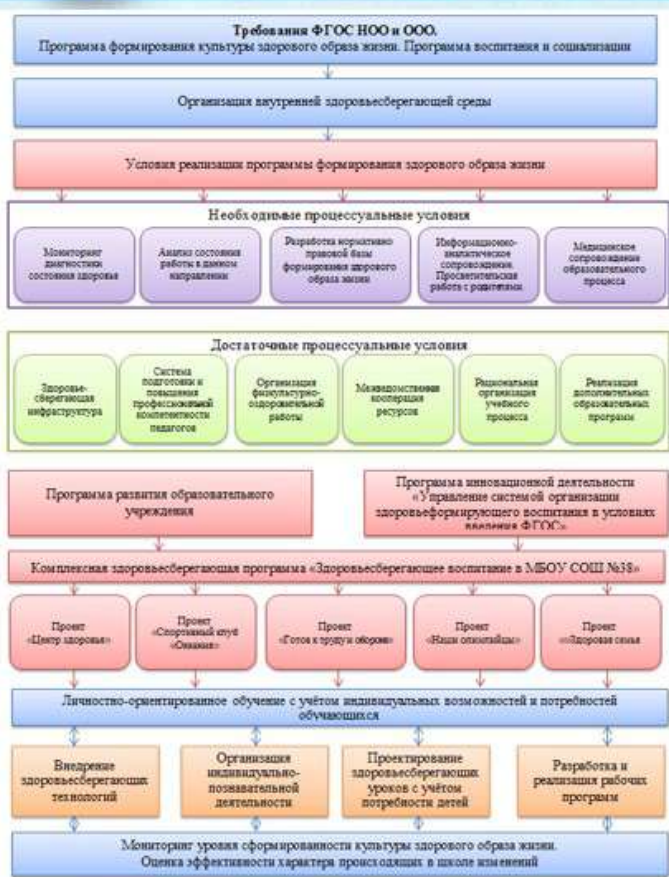 Требования ФГОС НОО и ООО.
Программа формирования культуры здорового образа жизни. Программа воспитания и социализации
Организация внутренней здоровьесберегающей среды
Условия реализации программы формирования здорового образа жизни
Необходимые процессуальные условия
Мониторинг
диагностики
состояния здоровья
Анализ состояния
работы в данном
направлении
Разработка нормативно
правовой базы
формирования здорового
образа жизни
Информационно-
аналитическое
сопровождение.
Просветительская
работа с родителями
Медицинское
сопровождение
образовательного
процесса
Достаточные процессуальные условия
Здоровье-
сберегающая
инфраструктура
Система
подготовки и
повышения
профессиональной
компетентности
педагогов
Организация
физкультурно-
оздоровительной
работы
Межведомственная
кооперация
ресурсов
Рациональная
организация
учебного
процесса
Реализация
дополнительных
образовательных
программ
Программа развития образовательного
учреждения
Программа инновационной деятельности
«Управление системой организации
здоровьеформирующего воспитания в условиях
введения ФГОС»
Комплексная здоровьесберегающая программа «Здоровьесберегающее воспитание в МБОУ СОШ №38»
Проект
«Центр здоровья»
Проект
«Спортивный клуб
Проект
«Готов к труду и обороне»
Проект
«Наши олимпийцы»
Проект
«»Здоровая семья
Личностно-ориентированное обучение с учётом индивидуальных возможностей и потребностей
обучающихся
Внедрение
здоровьесберегающих
технологий
Организация
индивидуально-
познавательной
деятельности
Проектирование
здоровьесберегающих
уроков с учётом
потребности детей
Разработка и
реализация рабочих
программ
Мониторинг уровня сформированности культуры здорового образа жизни.
Оценка эффективности характера происходящих в школе изменений